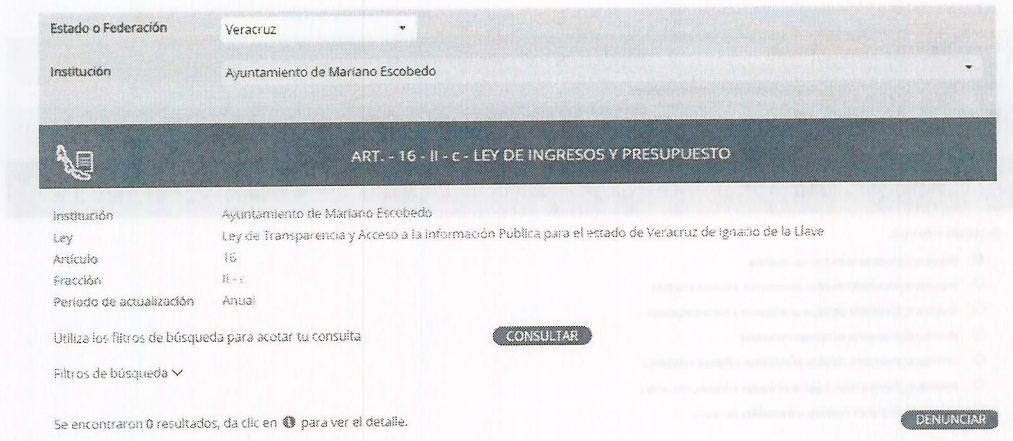 Estado o Federación Veracruz
Institución Ayuntamiento de Mariano Escobedo
ART. - 16 - II - c - LEY DE INGRESOS Y PRESUPUESTO
Institución Ayuntamiento de Mariano Escobedo
Ley Ley de Transparencia y Acceso a la Información Publica para el estado de Veracruz de Ignacio de la Llave
Artículo 16
Fracción II - c
Periodo de actualización Anual
Utiliza los filtros de búsqueda para acotar tu consulta CONSULTAR
Filtros de búsqueda
Se encontraron 0 resultados, da clic en i para ver el detalle. DENUNCIAR